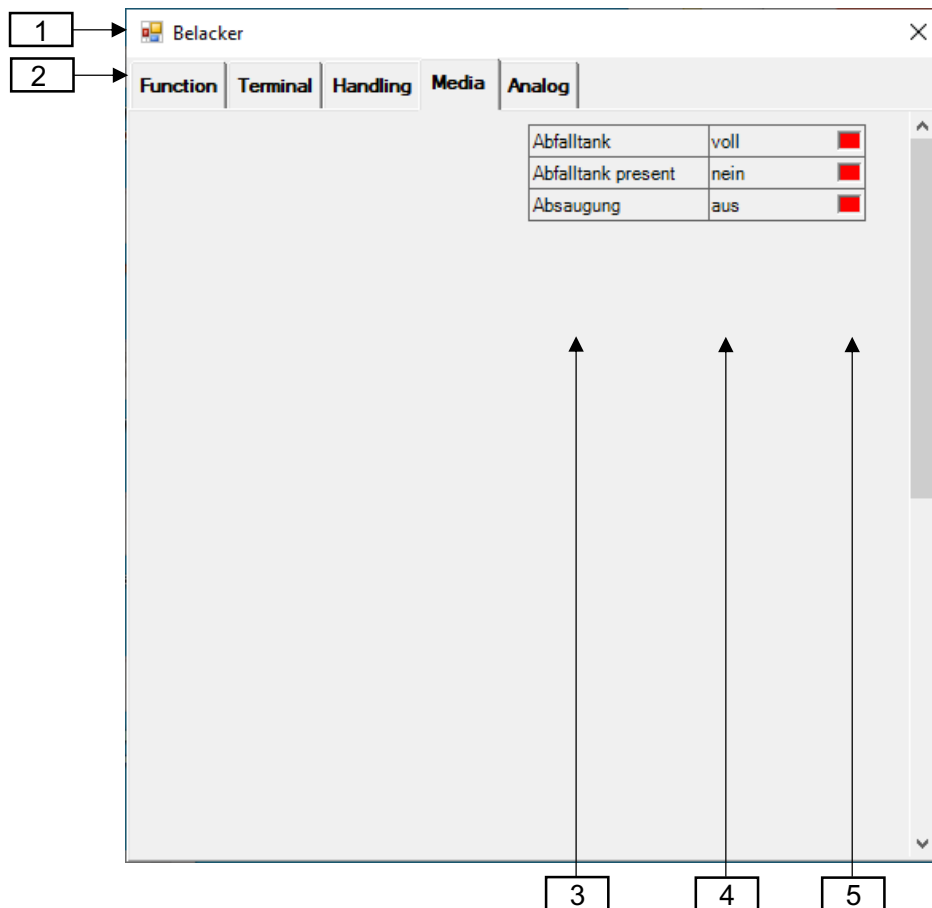 1
Belacker
2
Function Terminal Handling Media Analog
Abfalltank voll
Abfalltank present nein
Absaugung aus
3 4 5